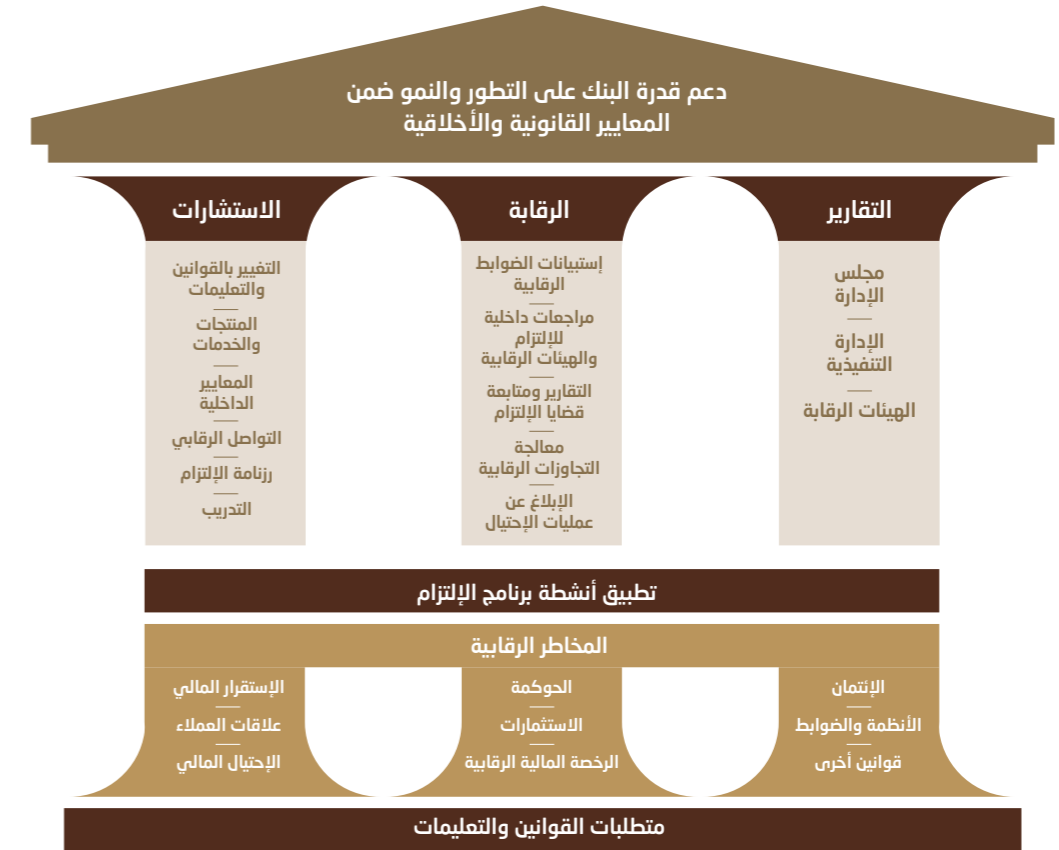 دعم قدرة البنك على التطور والنمو ضمن
المعايير القانونية والأخلاقية
التقارير
مجلس
الإدارة
الإدارة
التنفيذية
الهيئات الرقابة
الرقابة
إستبيانات الضوابط
الرقابية
مراجعات داخلية
للإلتزام
والهيئات الرقابية
التقارير ومتابعة
قضايا الإلتزام
معالجة
التجاوزات الرقابية
الإبلاغ عن
عمليات الإحتيال
الاستشارات
التغيير بالقوانين
والتعليمات
المنتجات
والخدمات
المعايير
الداخلية
التواصل الرقابي
رزنامة الإلتزام
التدريب
تطبيق أنشطة برنامج الإلتزام
المخاطر الرقابية
الإئتمان
الأنظمة والضوابط
قوانين أخرى
الحوكمة
الاستثمارات
الرخصة المالية الرقابية
الإستقرار المالي
علاقات العملاء
الإحتيال المالي
متطلبات القوانين والتعليمات